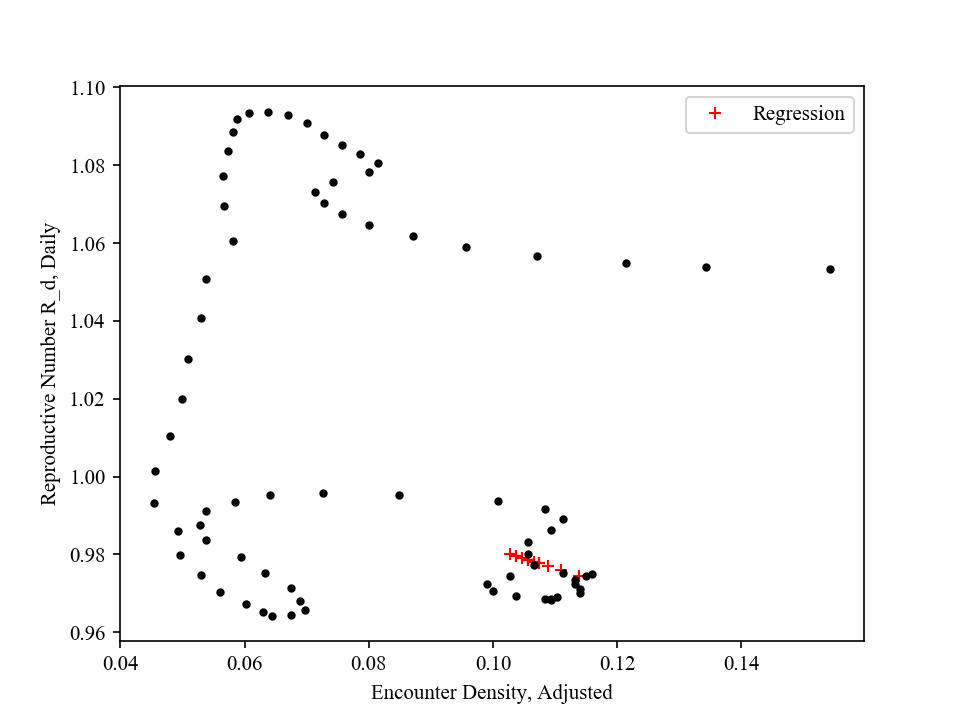 1.10
1.08
1.06
1.04
1.02
1.00
0.98
0.96
Reproductive Number R_d, Daily
Regression
0.04 0.06 0.08 0.10 0.12 0.14
Encounter Density, Adjusted